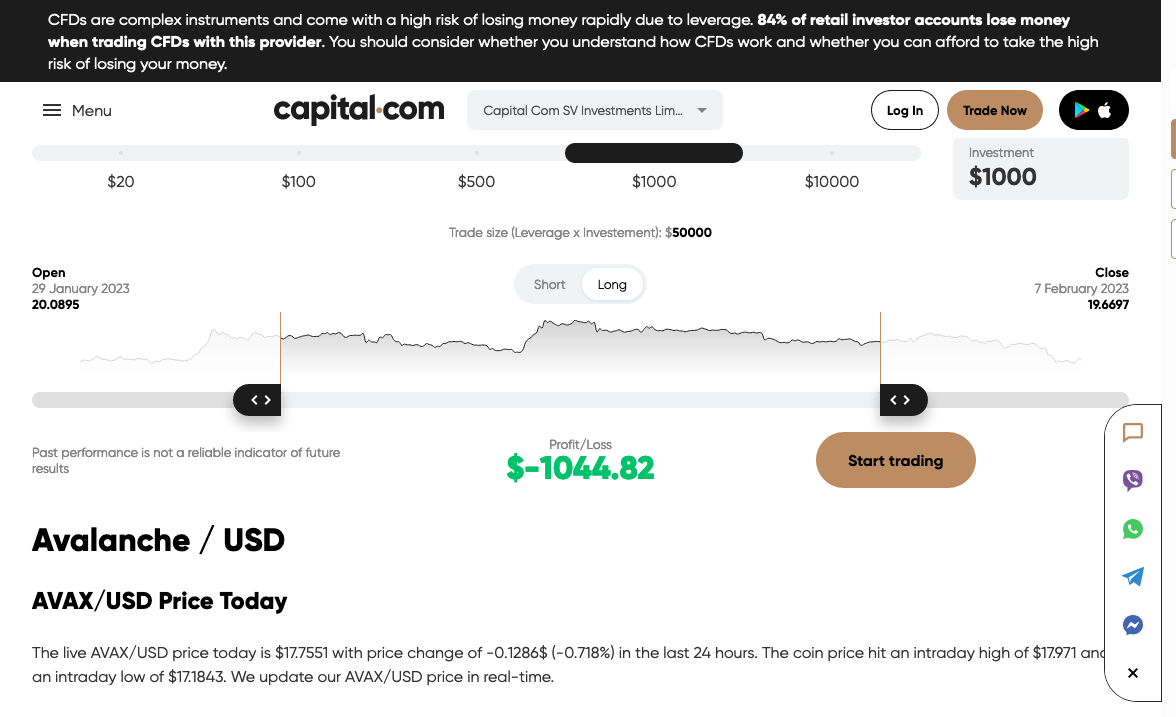 CFDs are complex instruments and come with a high risk of losing money rapidly due to leverage. 84% of retail investor accounts lose money
when trading CFDs with this provider. You should consider whether you understand how CFDs work and whether you can afford to take the high
risk of losing your money.
Menu
capital.com
Capital Com SV Investments Lim...
Log In
Trade Now
$20
$100
$500
$1000
$10000
Investment
$1000
Trade size (Leverage x Investement): $50000
Open
29 January 2023
20.0895
Short
Long
Close
7 February 2023
19.6697
Past performance is not a reliable indicator of future
results
Profit/Loss
$-1044.82
Start trading
Avalanche / USD
AVAX/USD Price Today
The live AVAX/USD price today is $17.7551 with price change of -0.1286$ (-0.718%) in the last 24 hours. The coin price hit an intraday high of $17.971 and
an intraday low of $17.1843. We update our AVAX/USD price in real-time.